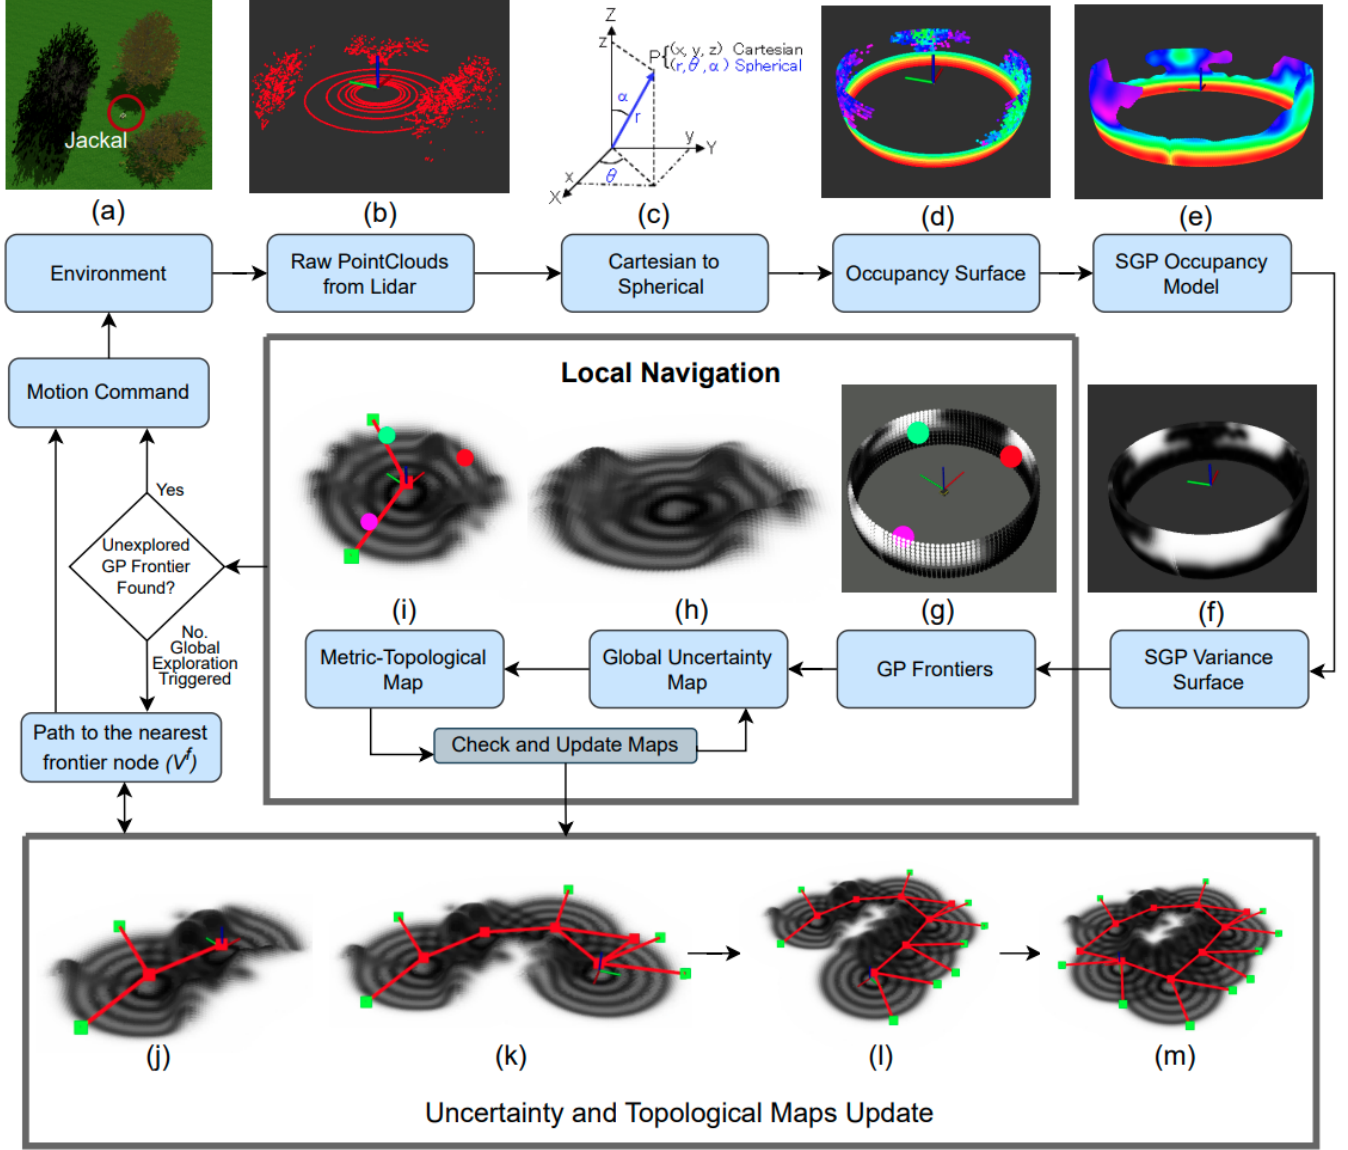 Jackal
Z
z
P
(x, y, z) Cartesian
(r, θ, α) Spherical
α
r
y
Y
x
θ
X
(a)
(b)
(c)
(d)
(e)
Environment
Raw PointClouds
from Lidar
Cartesian to
Spherical
Occupancy Surface
SGP Occupancy
Model
Motion Command
Local Navigation
Yes
Unexplored
GP Frontier
Found?
(i)
(h)
(g)
(f)
No.
Global
Exploration
Triggered
Metric-Topological
Map
Global Uncertainty
Map
GP Frontiers
SGP Variance
Surface
Path to the nearest
frontier node (Vᶠ)
Check and Update Maps
(j)
(k)
(l)
(m)
Uncertainty and Topological Maps Update